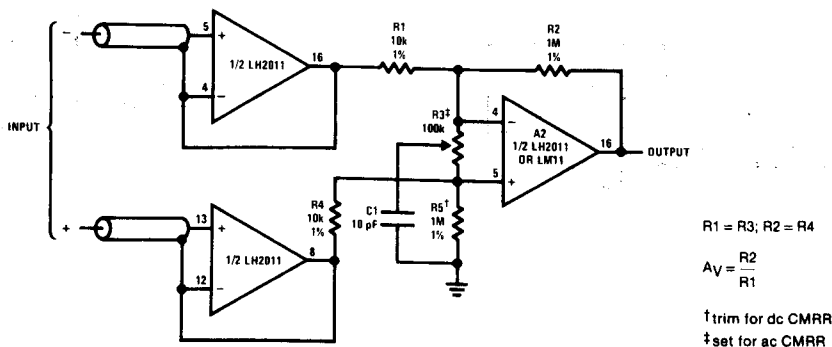 −
5
+
1/2 LH2011
4
−
16
R1
10k
1%
R2
1M
1%
INPUT
R3‡
100k
4
−
A2
1/2 LH2011
OR LM11
16
OUTPUT
5
+
R4
10k
1%
C1
10 pF
R5†
1M
1%
+
13
+
1/2 LH2011
12
−
8
R1 = R3; R2 = R4
AV = R2
R1
†trim for dc CMRR
‡set for ac CMRR